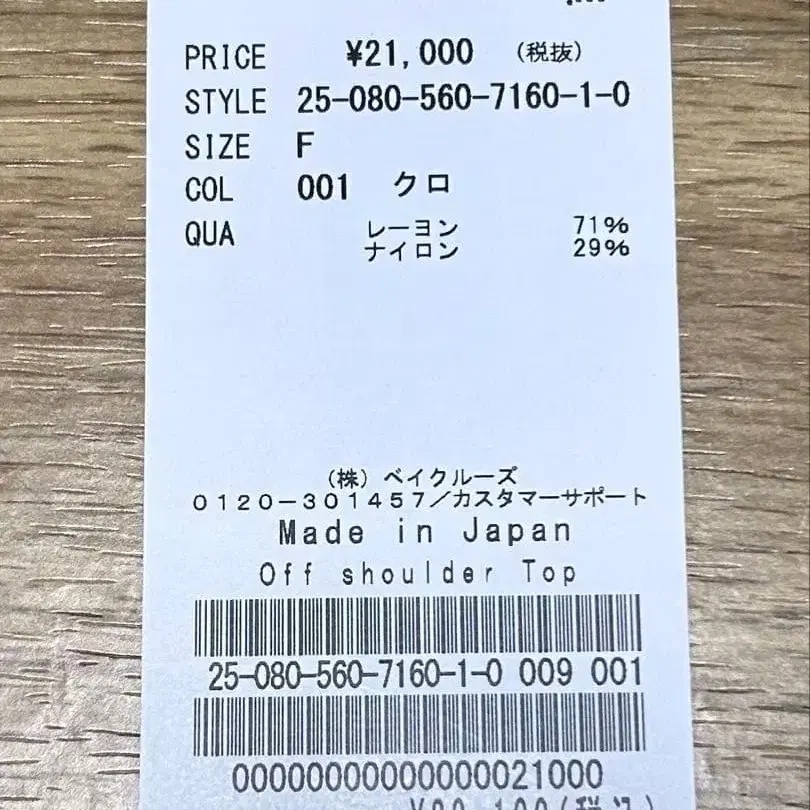 PRICE ¥21,000 (税抜)
STYLE 25-080-560-7160-1-0
SIZE F
COL 001 クロ
QUA レーヨン 71%
ナイロン 29%
(株)ベイクルーズ
0120-301457/カスタマーサポート
Made in Japan
Off shoulder Top
25-080-560-7160-1-0 009 001
00000000000000021000